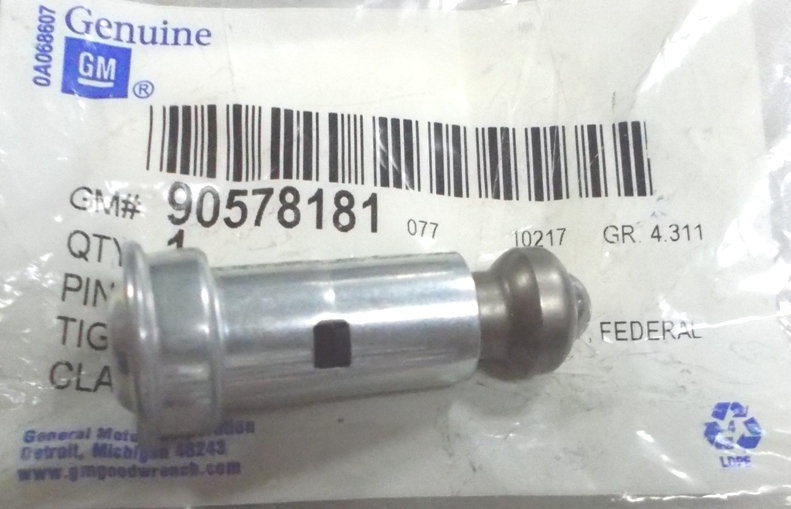 0A068607
Genuine
GM ®
GM# 90578181 077 10217 GR. 4.311
QTY 1
PIN
TIG
, FEDERAL
CLA
General Motors Corporation
Detroit, Michigan 48243
www.gmgoodwrench.com
4
LDPE